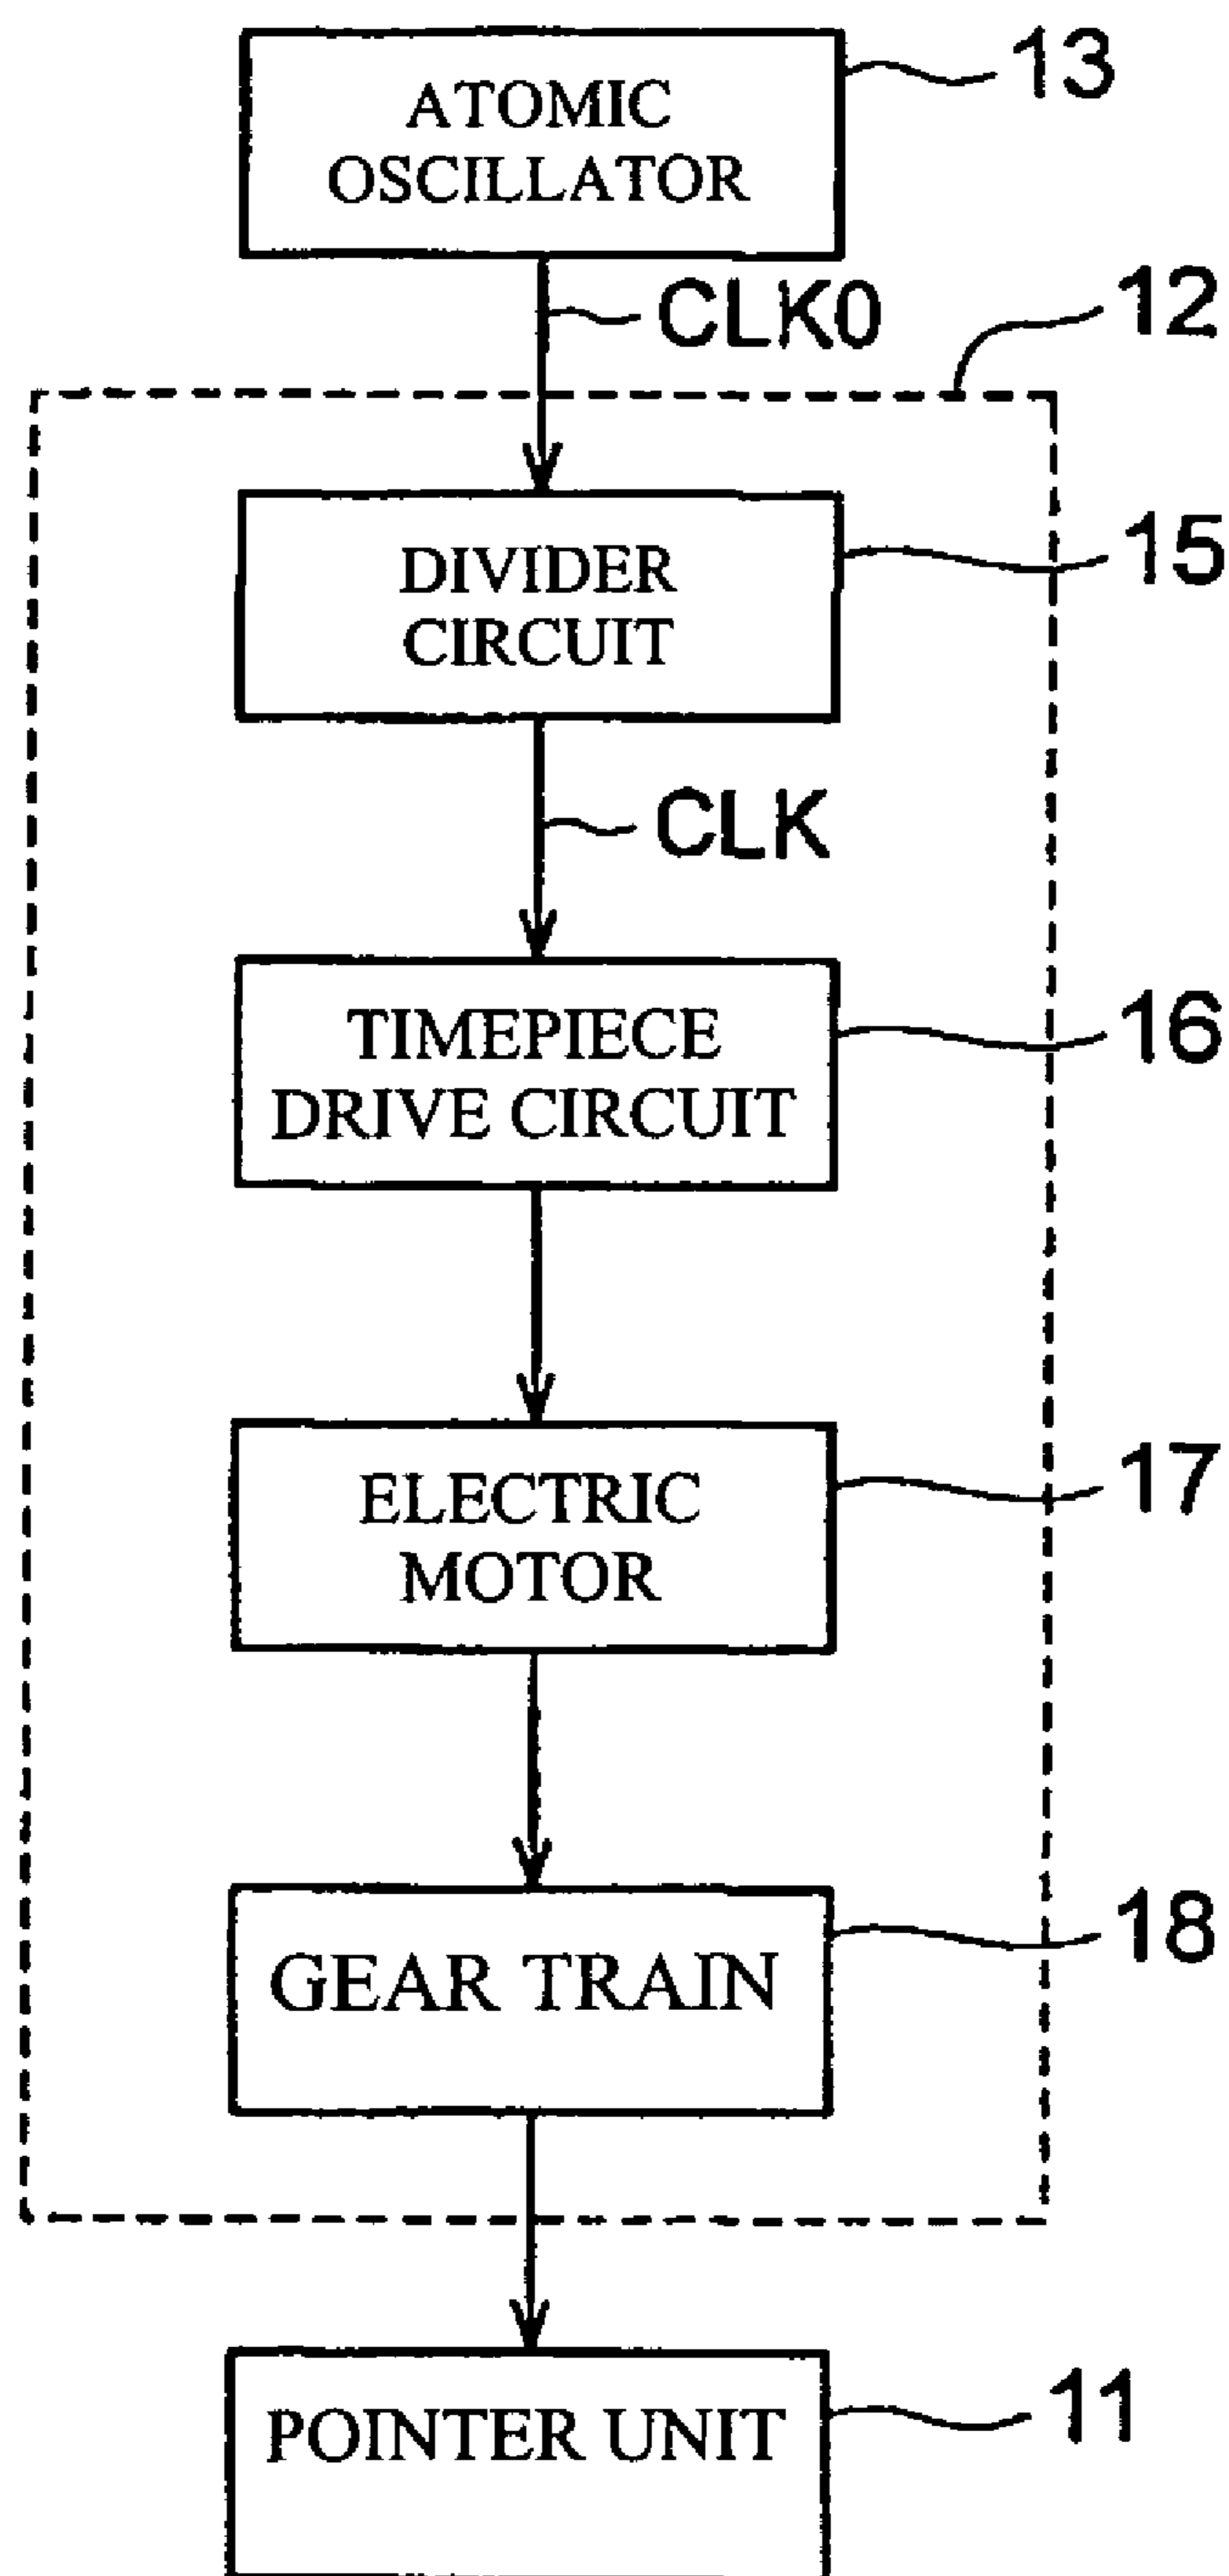 ATOMIC
OSCILLATOR
13
CLK0
12
DIVIDER
CIRCUIT
15
CLK
TIMEPIECE
DRIVE CIRCUIT
16
ELECTRIC
MOTOR
17
GEAR TRAIN
18
POINTER UNIT
11